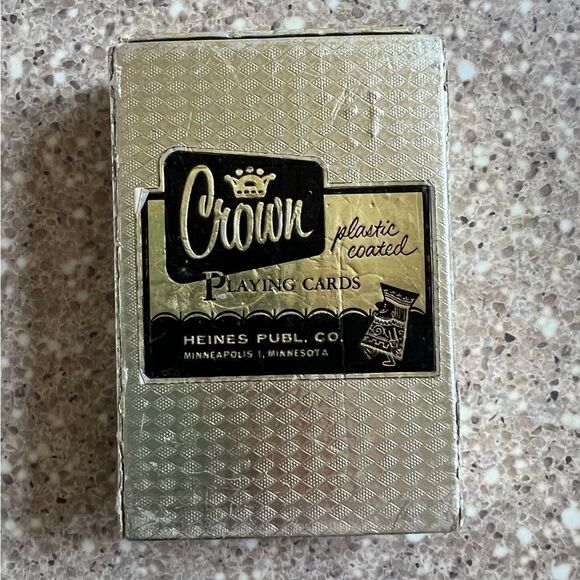 Crown
plastic
coated
PLAYING CARDS
HEINES PUBL. CO.
MINNEAPOLIS 1, MINNESOTA